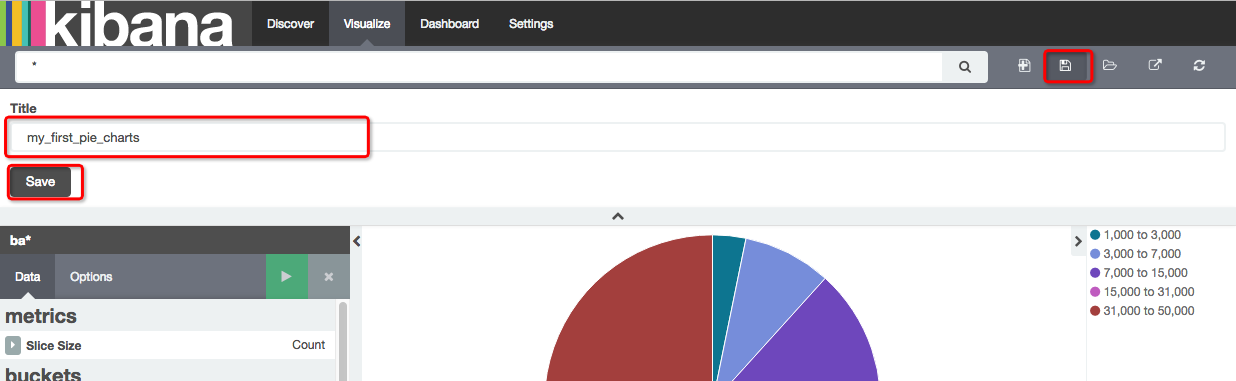 kibana Discover Visualize Dashboard Settings
*
Title
my_first_pie_charts
Save
ba*
Data Options
metrics
Slice Size Count
buckets
1,000 to 3,000
3,000 to 7,000
7,000 to 15,000
15,000 to 31,000
31,000 to 50,000